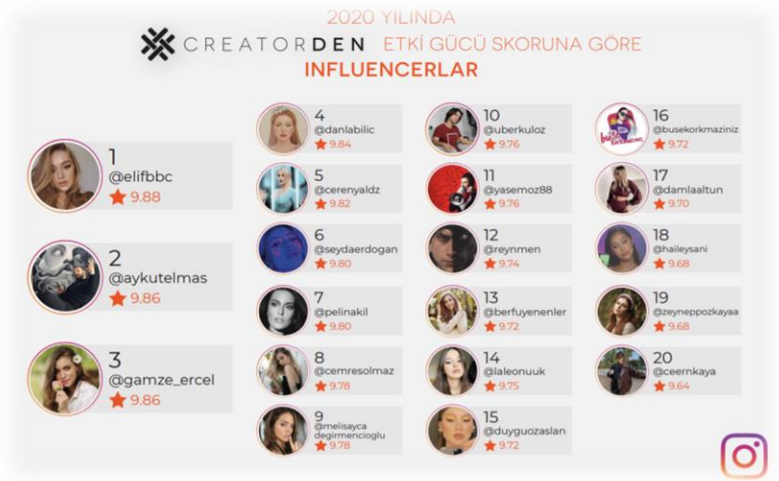 2020 YILINDA
CREATORDEN ETKİ GÜCÜ SKORUNA GÖRE
INFLUENCERLAR
1
@elifbbc
9.88
2
@aykutelmas
9.86
3
@gamze_ercel
9.86
4
@danlabilic
9.84
5
@cerenyaldz
9.82
6
@seydaerdogan
9.80
7
@pelinakil
9.80
8
@cemresolmaz
9.78
9
@melisayca
degirmencioglu
9.78
10
@uberkuloz
9.76
11
@yasemoz88
9.76
12
@reynmen
9.74
13
@berfuyenenler
9.72
14
@laleonuuk
9.75
15
@duyguozaslan
9.72
16
@busekorkmaziniz
9.72
17
@damlaaltun
9.70
18
@haileysani
9.68
19
@zeyneppozkayaa
9.68
20
@ceernkaya
9.64